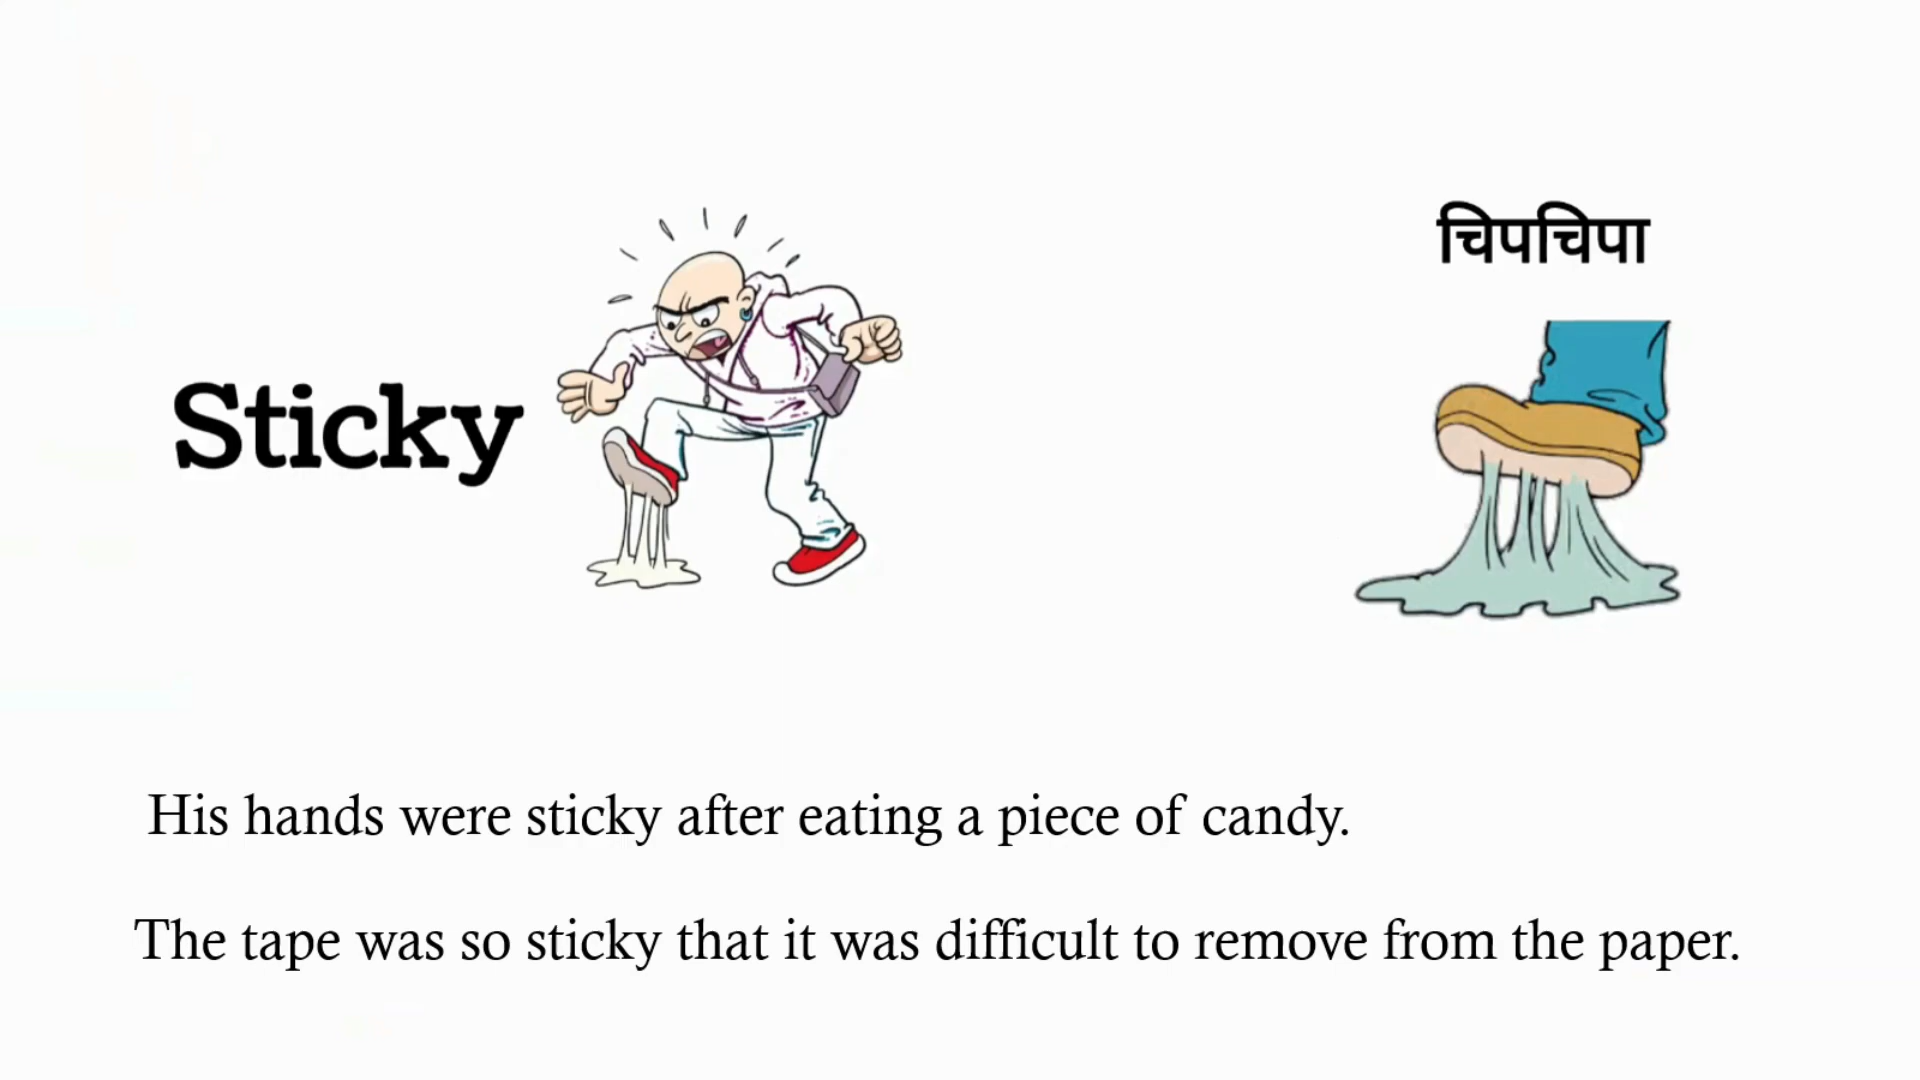 चिपचिपा
Sticky
His hands were sticky after eating a piece of candy.
The tape was so sticky that it was difficult to remove from the paper.